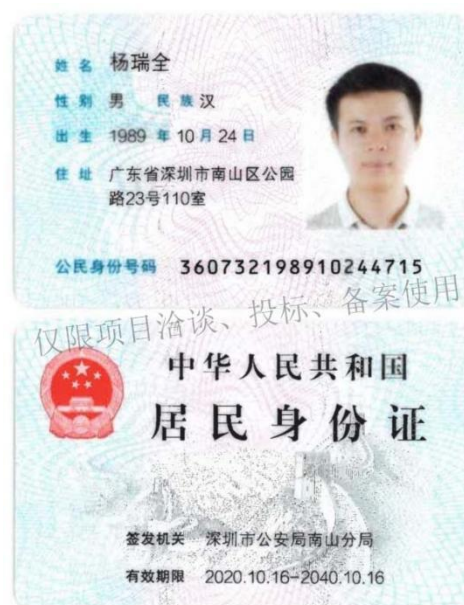 姓名 杨瑞全
性别 男 民族 汉
出生 1989 年 10 月 24 日
住址 广东省深圳市南山区公园
路23号110室
公民身份号码 360732198910244715
仅限项目洽谈、投标、备案使用
中华人民共和国
居民身份证
签发机关 深圳市公安局南山分局
有效期限 2020.10.16-2040.10.16